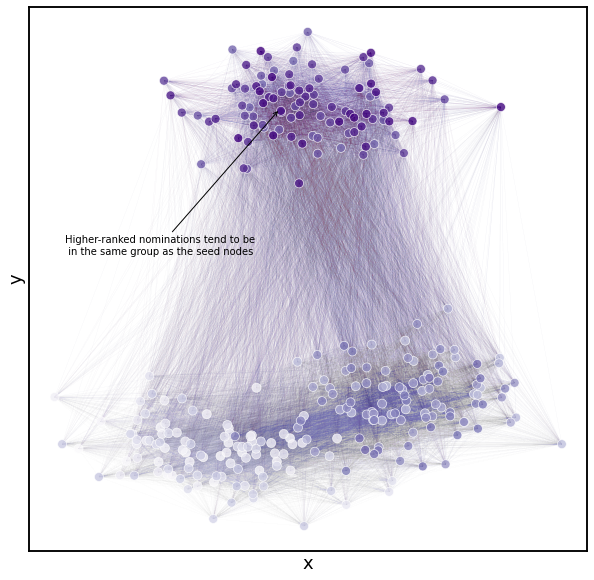 Higher-ranked nominations tend to be
in the same group as the seed nodes
y
x